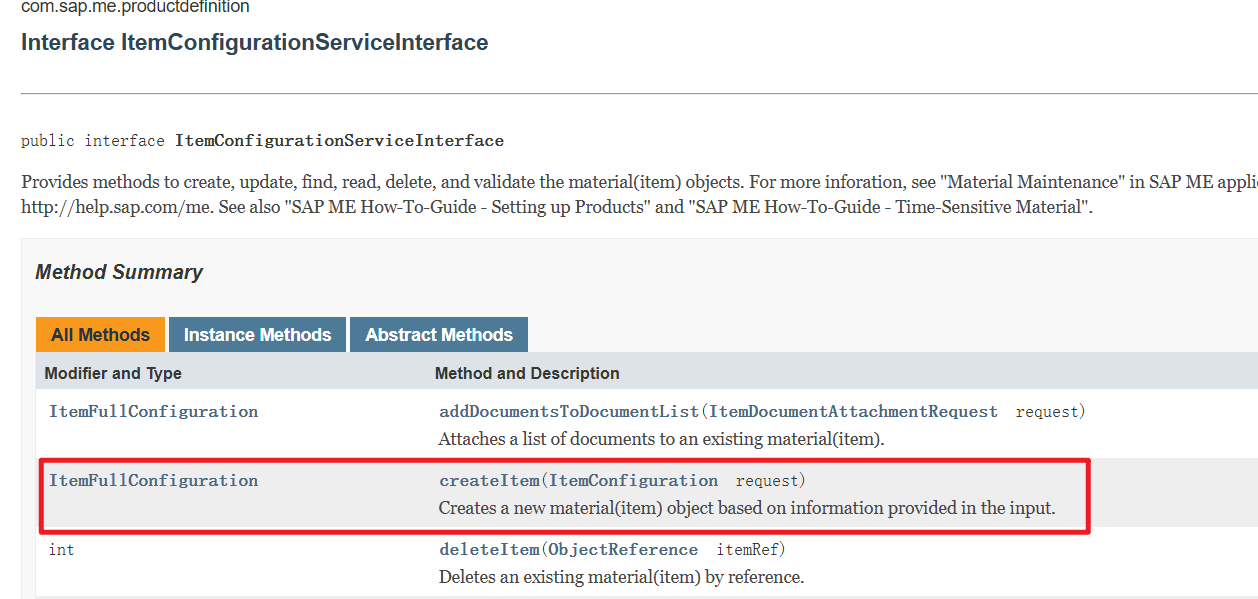 com.sap.me.productdefinition
Interface ItemConfigurationServiceInterface
public interface ItemConfigurationServiceInterface
Provides methods to create, update, find, read, delete, and validate the material(item) objects. For more inforation, see "Material Maintenance" in SAP ME
http://help.sap.com/me. See also "SAP ME How-To-Guide - Setting up Products" and "SAP ME How-To-Guide - Time-Sensitive Material".
Method Summary
All Methods Instance Methods Abstract Methods
Modifier and Type Method and Description
ItemFullConfiguration addDocumentsToDocumentList(ItemDocumentAttachmentRequest request)
Attaches a list of documents to an existing material(item).
ItemFullConfiguration createItem(ItemConfiguration request)
Creates a new material(item) object based on information provided in the input.
int deleteItem(ObjectReference itemRef)
Deletes an existing material(item) by reference.